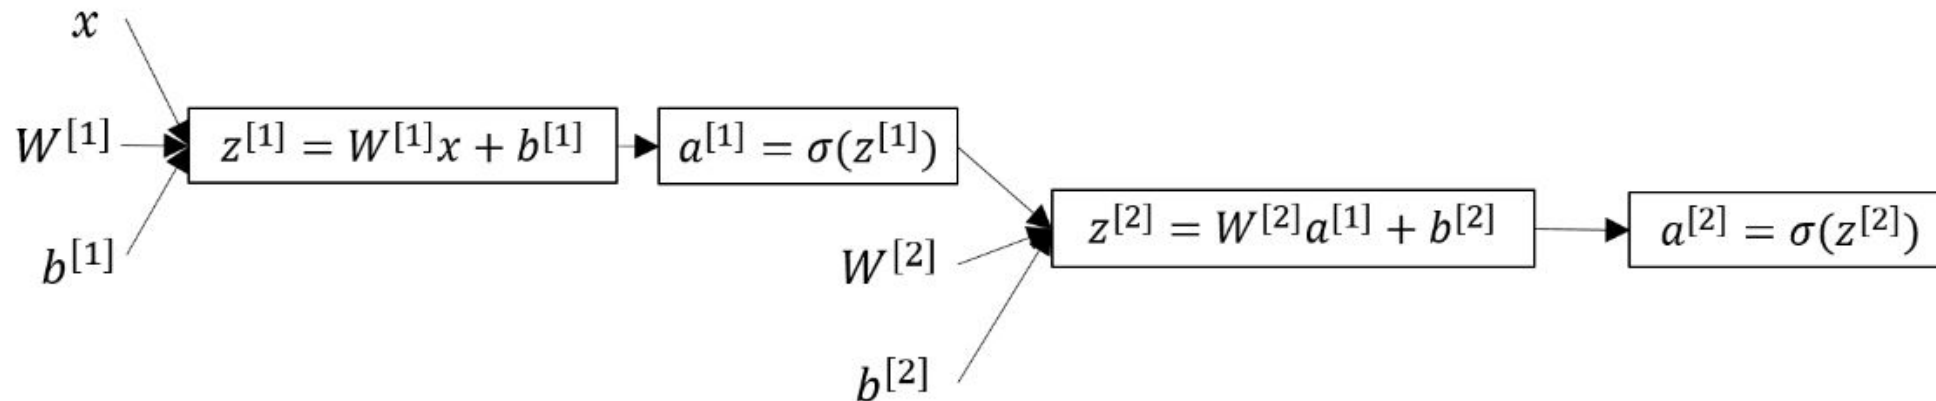 x
W^{[1]}
z^{[1]} = W^{[1]}x + b^{[1]}
a^{[1]} = σ(z^{[1]})
b^{[1]}
z^{[2]} = W^{[2]}a^{[1]} + b^{[2]}
a^{[2]} = σ(z^{[2]})
W^{[2]}
b^{[2]}